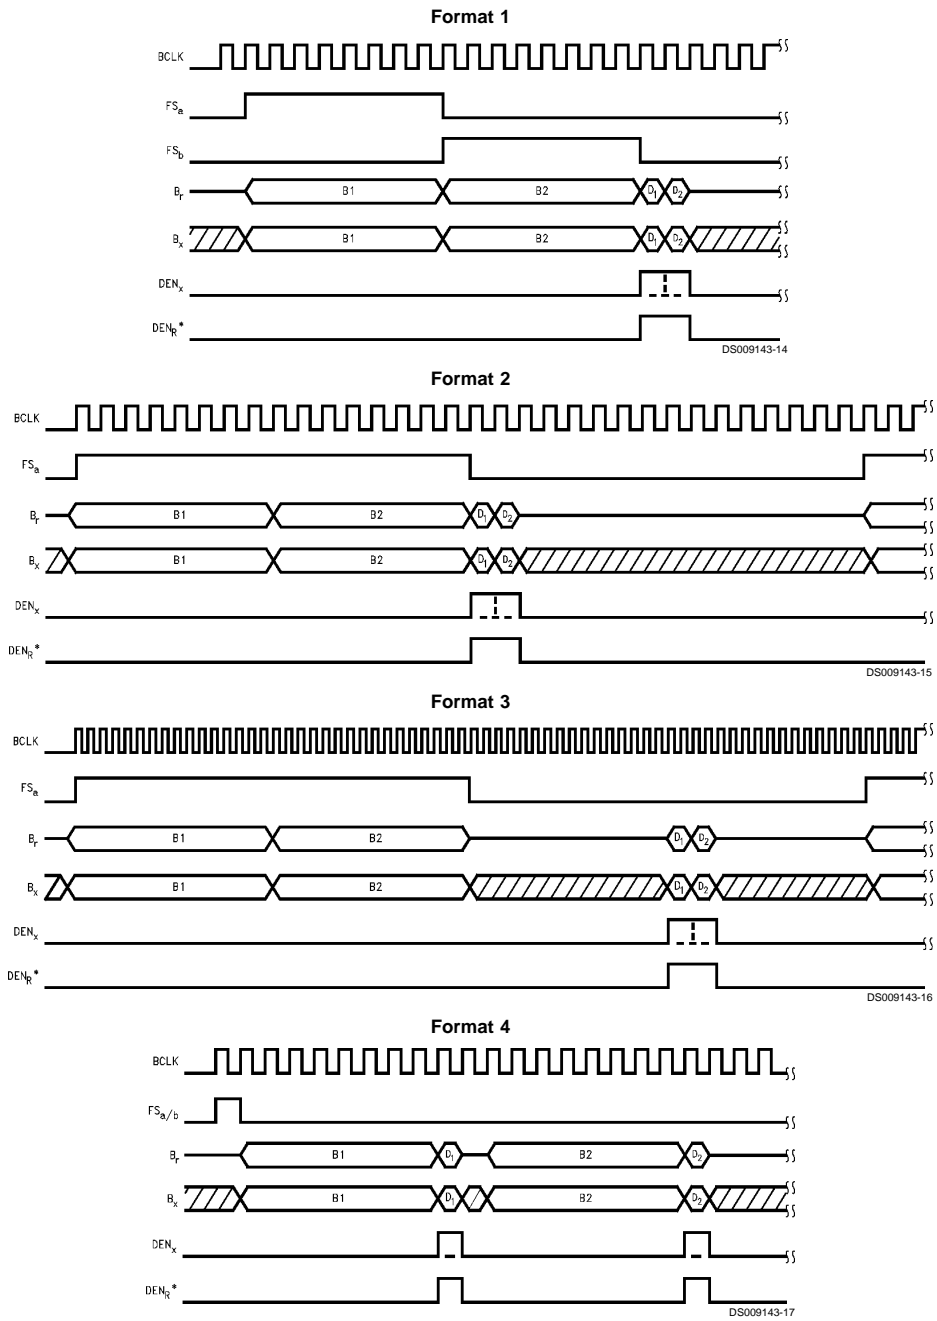 Format 1
BCLK
FSa
FSb
Br B1 B2 D1 D2
Bx B1 B2 D1 D2
DENx
DENR*
DS009143-14
Format 2
BCLK
FSa
Br B1 B2 D1 D2
Bx B1 B2 D1 D2
DENx
DENR*
DS009143-15
Format 3
BCLK
FSa
Br B1 B2 D1 D2
Bx B1 B2 D1 D2
DENx
DENR*
DS009143-16
Format 4
BCLK
FSa/b
Br B1 D1 B2 D2
Bx B1 D1 B2 D2
DENx
DENR*
DS009143-17